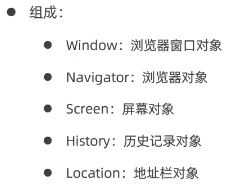 组成：
Window：浏览器窗口对象
Navigator：浏览器对象
Screen：屏幕对象
History：历史记录对象
Location：地址栏对象